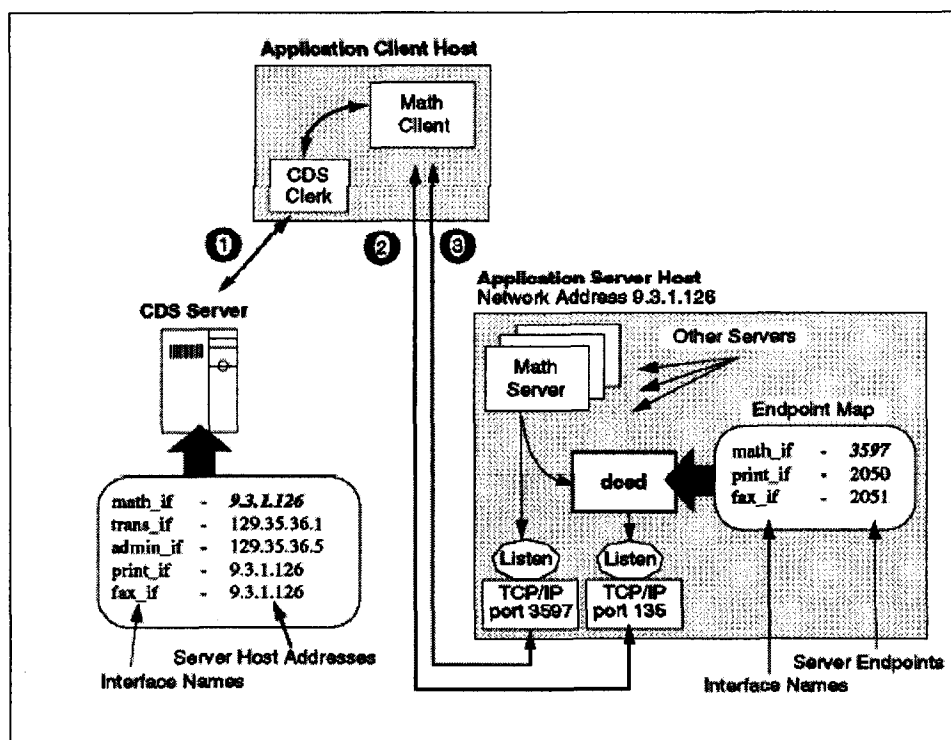 Application Client Host
Math
Client
CDS
Clerk
1
2
3
CDS Server
math_if - 9.3.1.126
trans_if - 129.35.36.1
admin_if - 129.35.36.5
print_if - 9.3.1.126
fax_if - 9.3.1.126
Server Host Addresses
Interface Names
Application Server Host
Network Address 9.3.1.126
Other Servers
Math
Server
Endpoint Map
math_if - 3597
print_if - 2050
fax_if - 2051
dced
Listen
Listen
TCP/IP
port 3597
TCP/IP
port 135
Server Endpoints
Interface Names